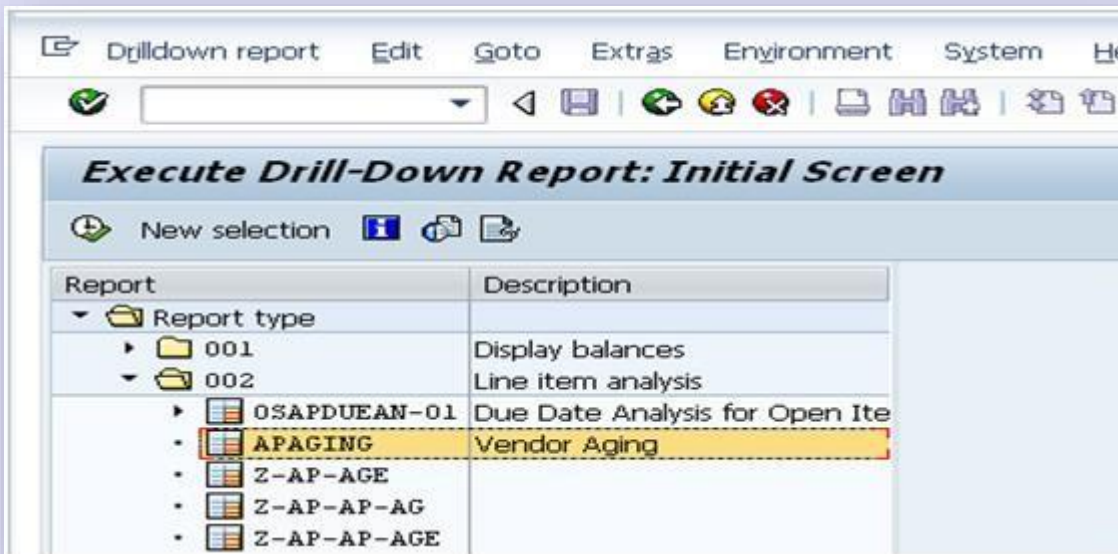 Drilldown report Edit Goto Extras Environment System He
Execute Drill-Down Report: Initial Screen
New selection
Report Description
Report type
001 Display balances
002 Line item analysis
0SAPDUEAN-01 Due Date Analysis for Open Ite
APAGING Vendor Aging
Z-AP-AGE
Z-AP-AP-AG
Z-AP-AP-AGE